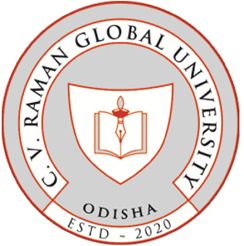 C. V. RAMAN GLOBAL UNIVERSITY
ODISHA
ESTD - 2020